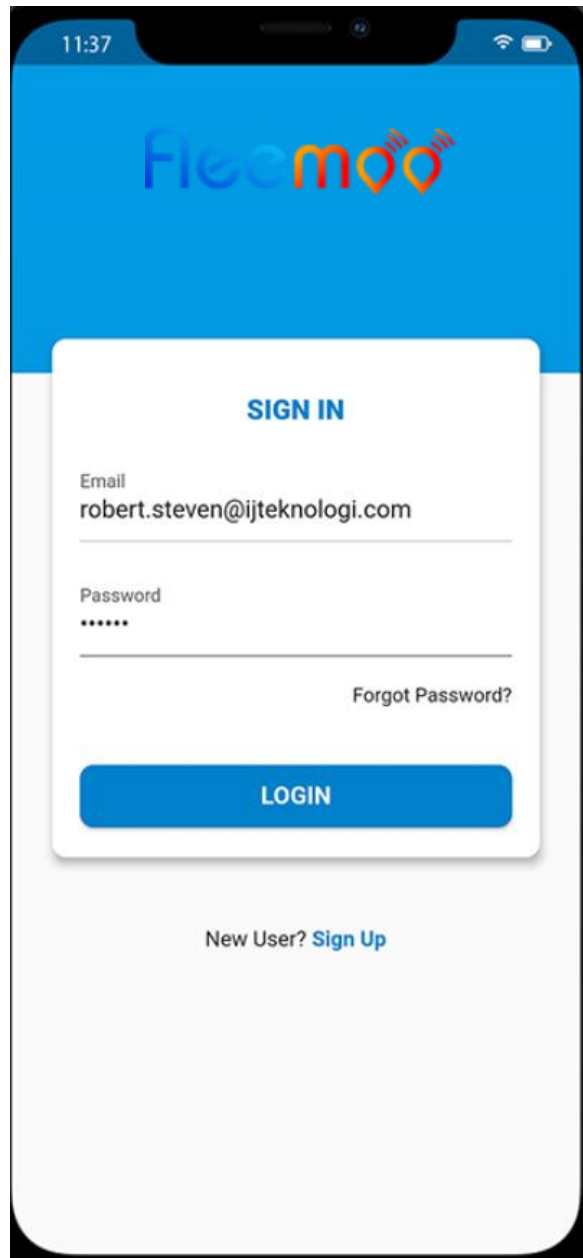 11:37
Fleemoo
SIGN IN
Email
robert.steven@ijteknologi.com
Password
••••••
Forgot Password?
LOGIN
New User? Sign Up